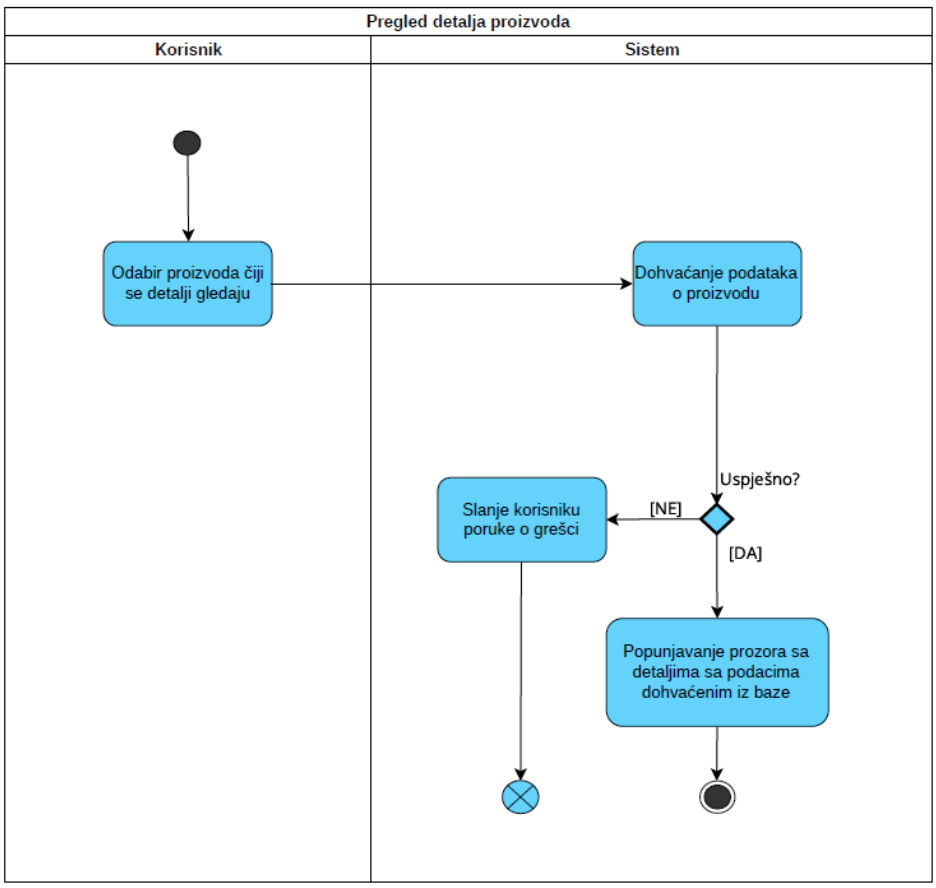 Pregled detalja proizvoda
Korisnik
Sistem
Odabir proizvoda čiji
se detalji gledaju
Dohvaćanje podataka
o proizvodu
Uspješno?
[NE]
Slanje korisniku
poruke o grešci
[DA]
Popunjavanje prozora sa
detaljima sa podacima
dohvaćenim iz baze